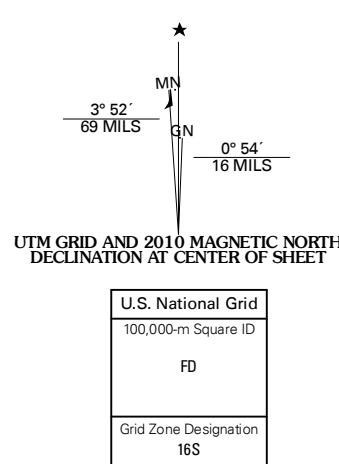 MN
3° 52´
69 MILS
GN
0° 54´
16 MILS
UTM GRID AND 2010 MAGNETIC NORTH
DECLINATION AT CENTER OF SHEET
U.S. National Grid
100,000-m Square ID
FD
Grid Zone Designation
16S